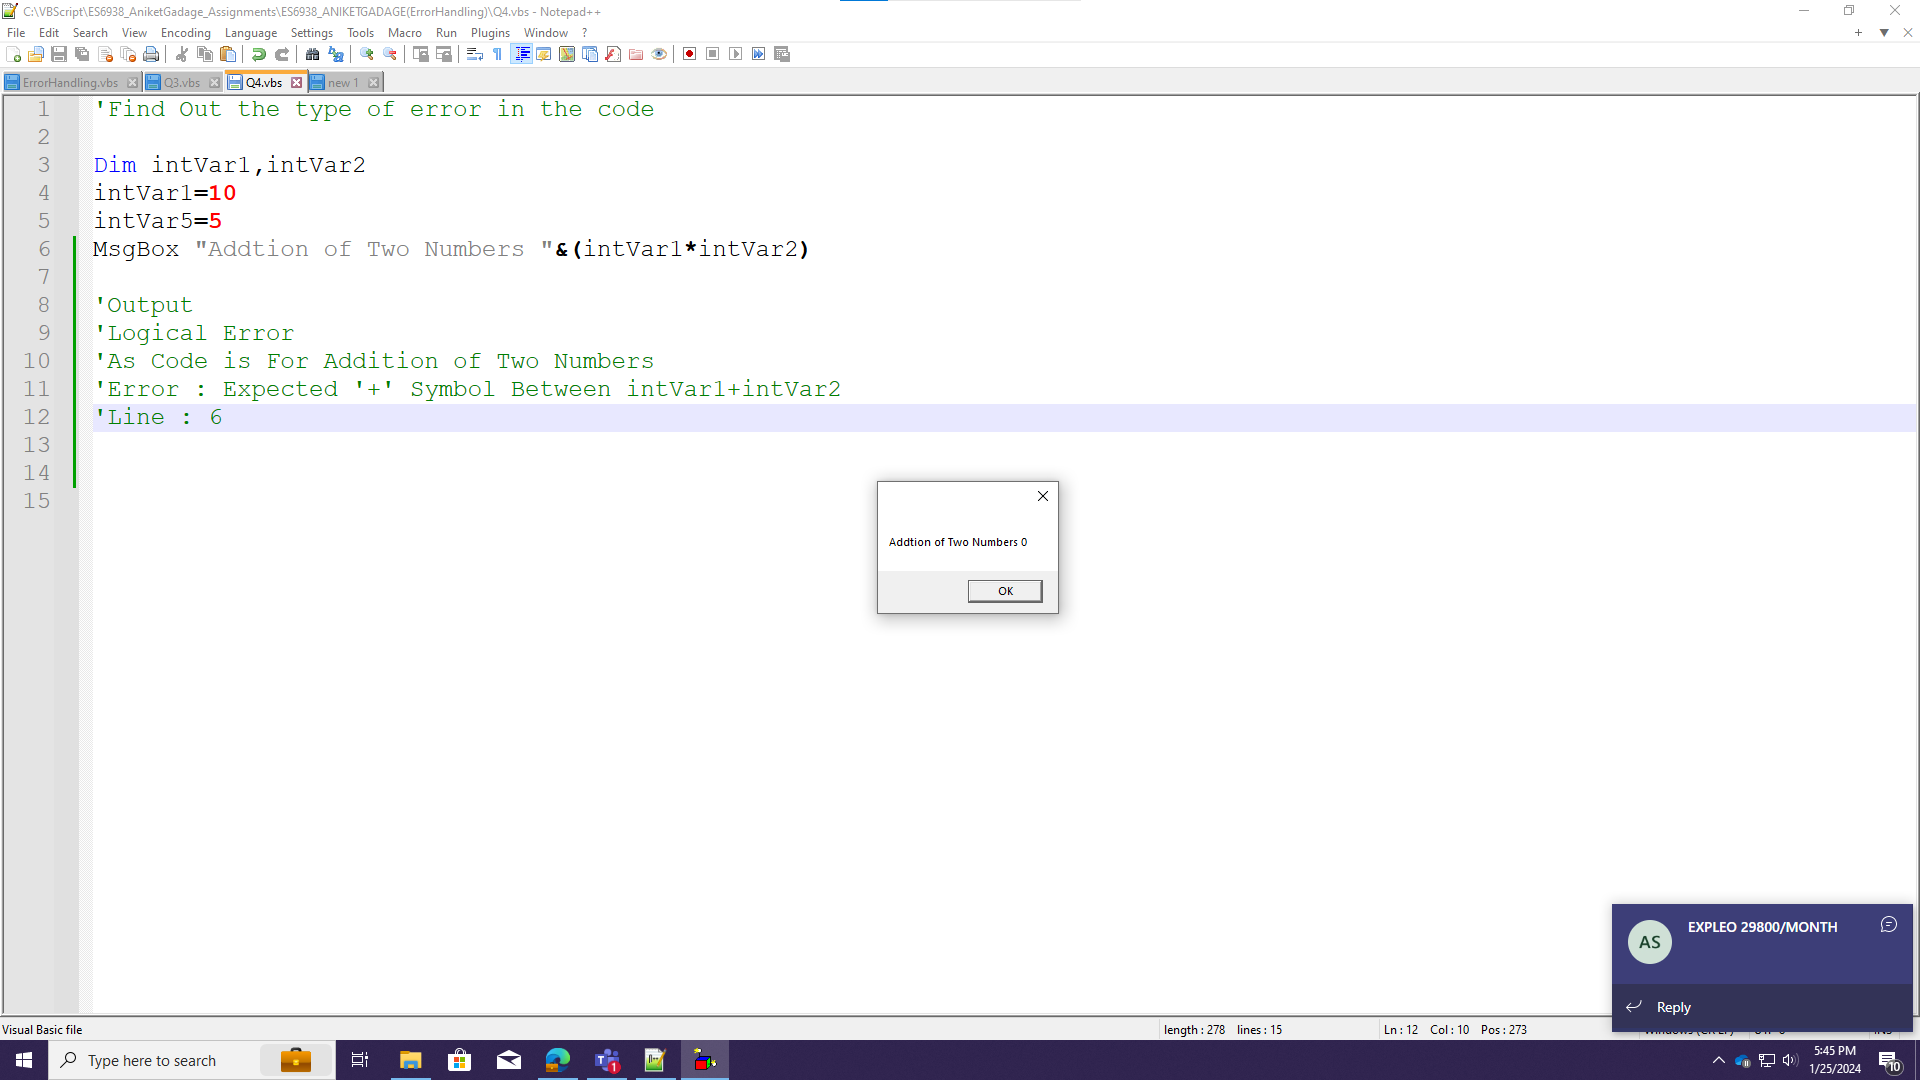 C:\VBScript\ES6938_AniketGadage_Assignments\ES6938_ANIKETGADAGE(ErrorHandling)\Q4.vbs - Notepad++
File Edit Search View Encoding Language Settings Tools Macro Run Plugins Window ?
ErrorHandling.vbs Q3.vbs Q4.vbs new 1
1 'Find Out the type of error in the code
2
3 Dim intVar1,intVar2
4 intVar1=10
5 intVar5=5
6 MsgBox "Addtion of Two Numbers "&(intVar1*intVar2)
7
8 'Output
9 'Logical Error
10 'As Code is For Addition of Two Numbers
11 'Error : Expected '+' Symbol Between intVar1+intVar2
12 'Line : 6
13
14
15
Addtion of Two Numbers 0
OK
AS
EXPLEO 29800/MONTH
Reply
Visual Basic file length : 278 lines : 15 Ln : 12 Col : 10 Pos : 273
Type here to search
1
5:45 PM
1/25/2024
10